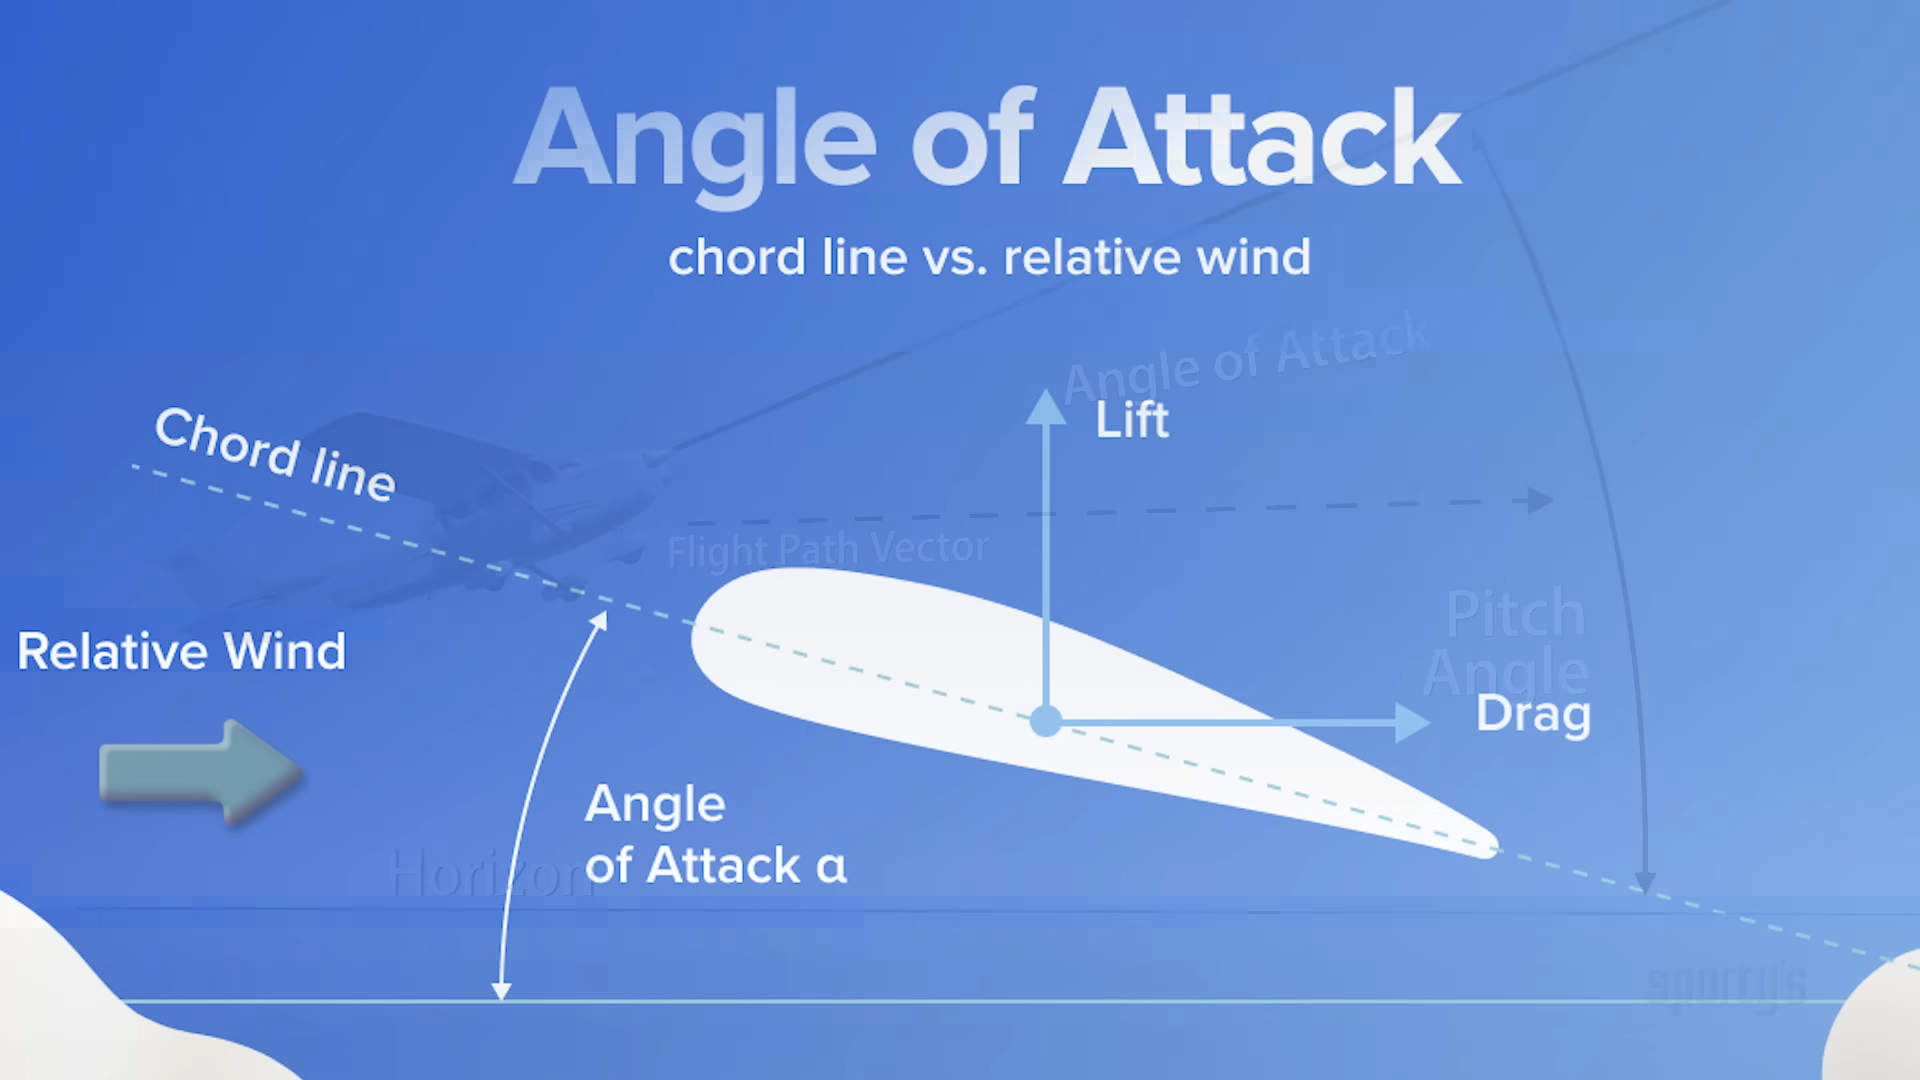 Angle of Attack
chord line vs. relative wind
Angle of Attack
Lift
Chord line
Flight Path Vector
Relative Wind
Pitch
Angle
Drag
Angle
of Attack α
Horizon
sporty's